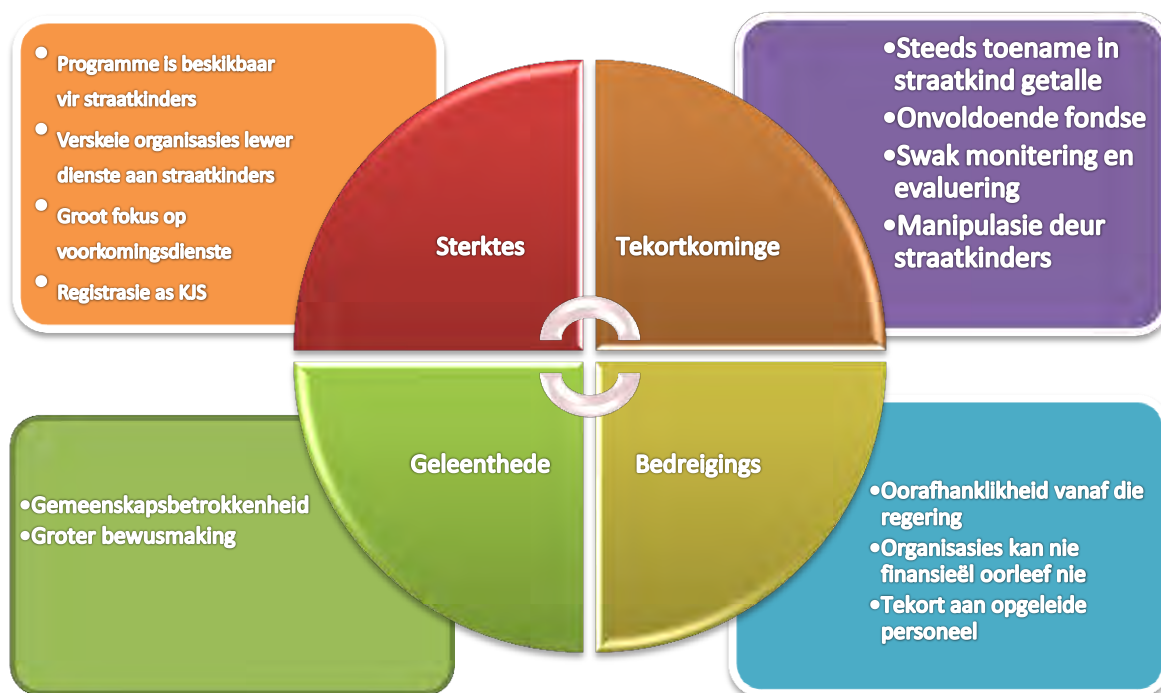 • Programme is beskikbaar
vir straatkinders
• Verskeie organisasies lewer
dienste aan straatkinders
• Groot fokus op
voorkomingsdienste
• Registrasie as KJS
Sterktes
Tekortkominge
•Steeds toename in
straatkind getalle
•Onvoldoende fondse
•Swak monitering en
evaluering
•Manipulasie deur
straatkinders
•Gemeenskapsbetrokkenheid
•Groter bewusmaking
Geleenthede
Bedreigings
•Oorafhanklikheid vanaf die
regering
•Organisasies kan nie
finansieël oorleef nie
•Tekort aan opgeleide
personeel